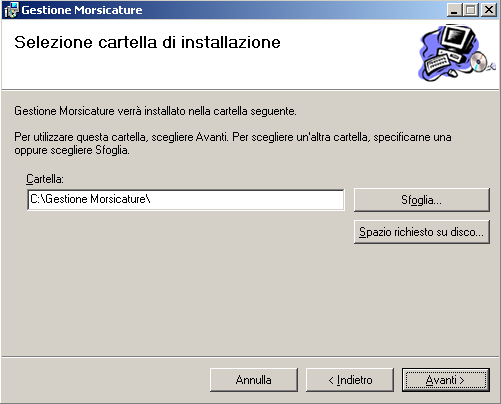 Gestione Morsicature
Selezione cartella di installazione
Gestione Morsicature verrà installato nella cartella seguente.
Per utilizzare questa cartella, scegliere Avanti. Per scegliere un'altra cartella, specificarne una
oppure scegliere Sfoglia.
Cartella:
C:\Gestione Morsicature\
Sfoglia...
Spazio richiesto su disco...
Annulla
< Indietro
Avanti >